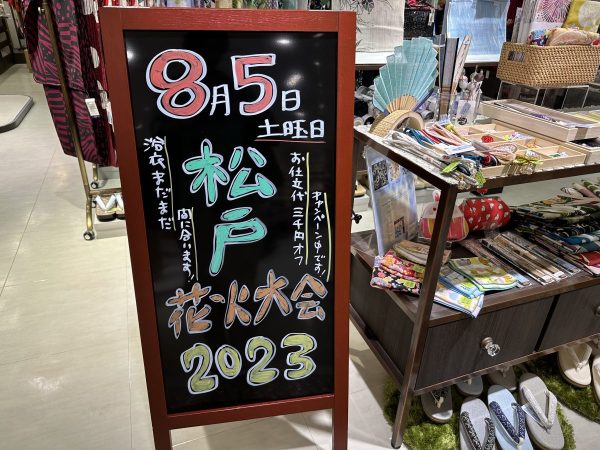 8月5日
土曜日
お仕立代 三千円オフ
キャンペーン中です!
松戸
浴衣まだまだ
間に合います!
花火大会
2023